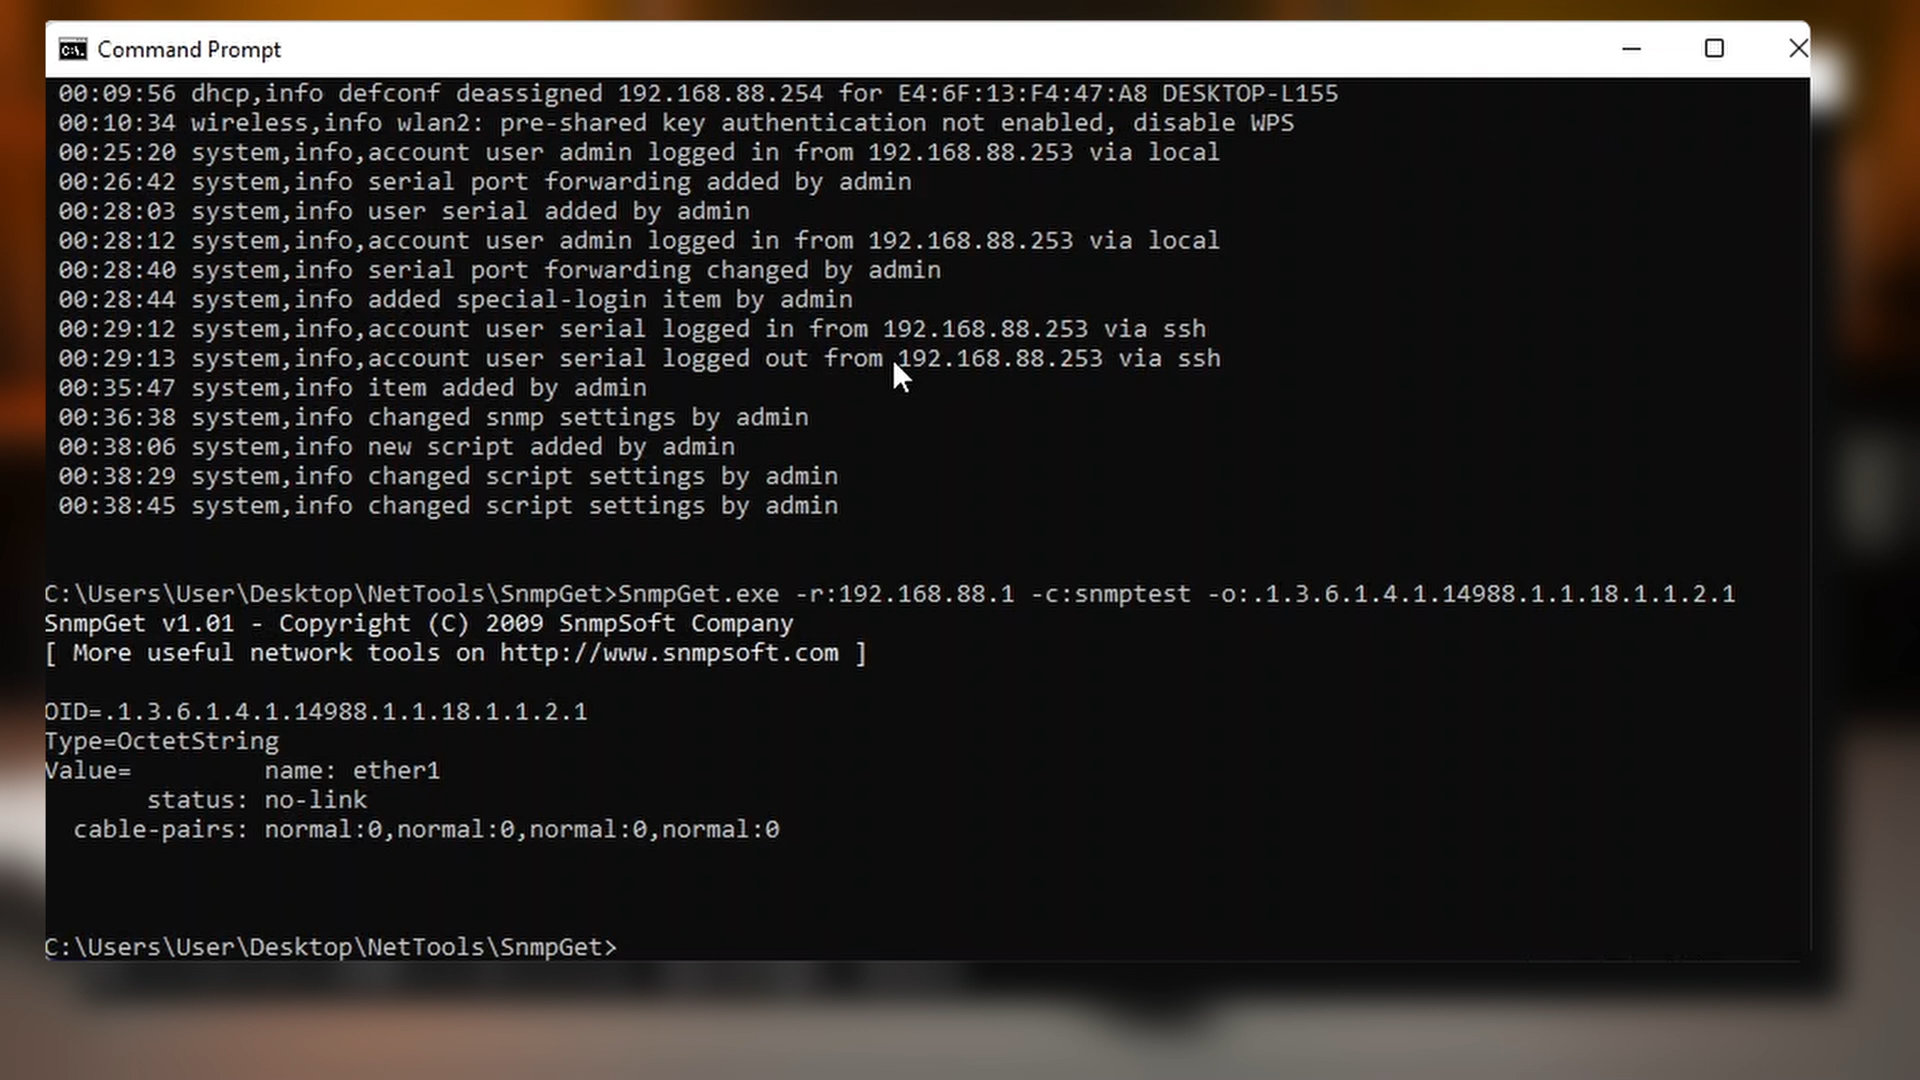 Command Prompt
00:09:56 dhcp,info defconf deassigned 192.168.88.254 for E4:6F:13:F4:47:A8 DESKTOP-L155
00:10:34 wireless,info wlan2: pre-shared key authentication not enabled, disable WPS
00:25:20 system,info,account user admin logged in from 192.168.88.253 via local
00:26:42 system,info serial port forwarding added by admin
00:28:03 system,info user serial added by admin
00:28:12 system,info,account user admin logged in from 192.168.88.253 via local
00:28:40 system,info serial port forwarding changed by admin
00:28:44 system,info added special-login item by admin
00:29:12 system,info,account user serial logged in from 192.168.88.253 via ssh
00:29:13 system,info,account user serial logged out from 192.168.88.253 via ssh
00:35:47 system,info item added by admin
00:36:38 system,info changed snmp settings by admin
00:38:06 system,info new script added by admin
00:38:29 system,info changed script settings by admin
00:38:45 system,info changed script settings by admin
C:\Users\User\Desktop\NetTools\SnmpGet>SnmpGet.exe -r:192.168.88.1 -c:snmptest -o:.1.3.6.1.4.1.14988.1.1.18.1.1.2.1
SnmpGet v1.01 - Copyright (C) 2009 SnmpSoft Company
[ More useful network tools on http://www.snmpsoft.com ]
OID=.1.3.6.1.4.1.14988.1.1.18.1.1.2.1
Type=OctetString
Value=         name: ether1
status: no-link
cable-pairs: normal:0,normal:0,normal:0,normal:0
C:\Users\User\Desktop\NetTools\SnmpGet>